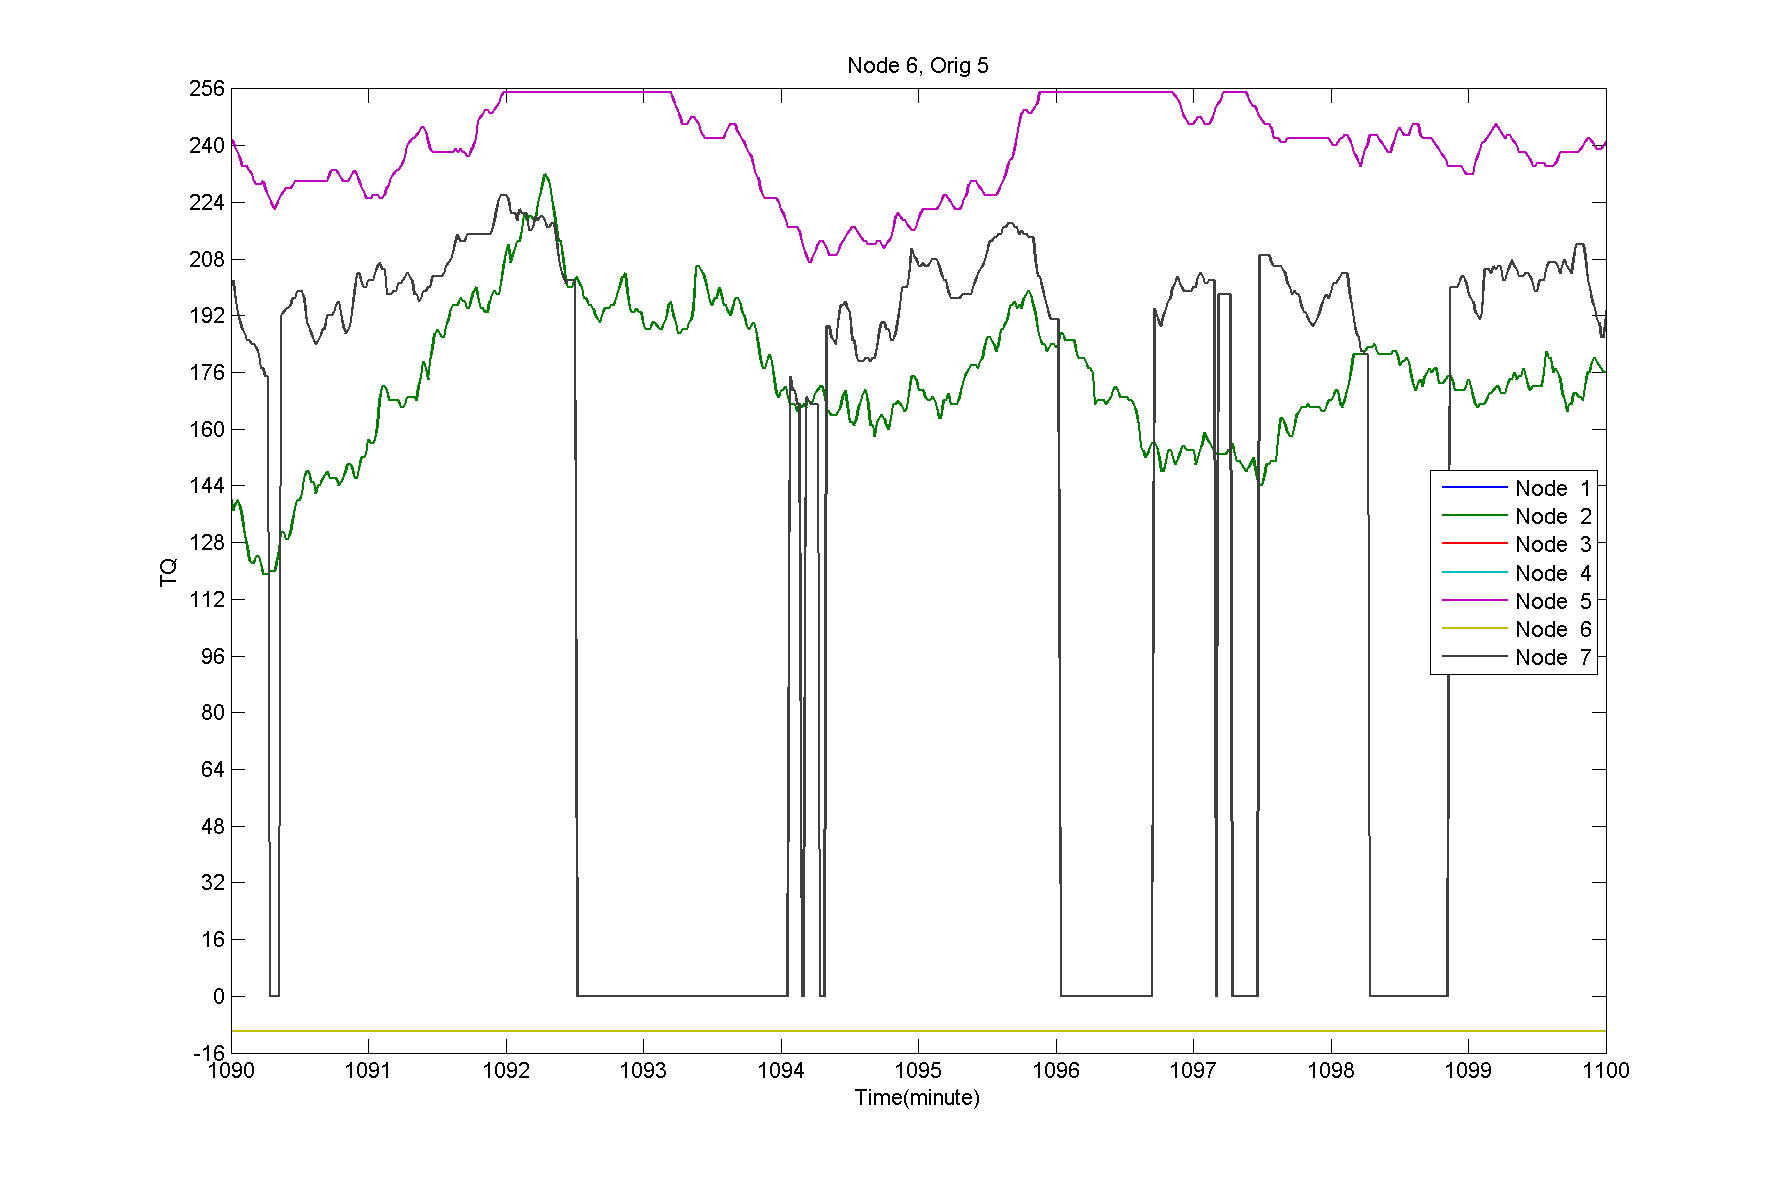 Node 6, Orig 5
256
240
224
208
192
176
160
144
128
112
96
80
64
48
32
16
0
-16
TQ
Node 1
Node 2
Node 3
Node 4
Node 5
Node 6
Node 7
1090 1091 1092 1093 1094 1095 1096 1097 1098 1099 1100
Time(minute)